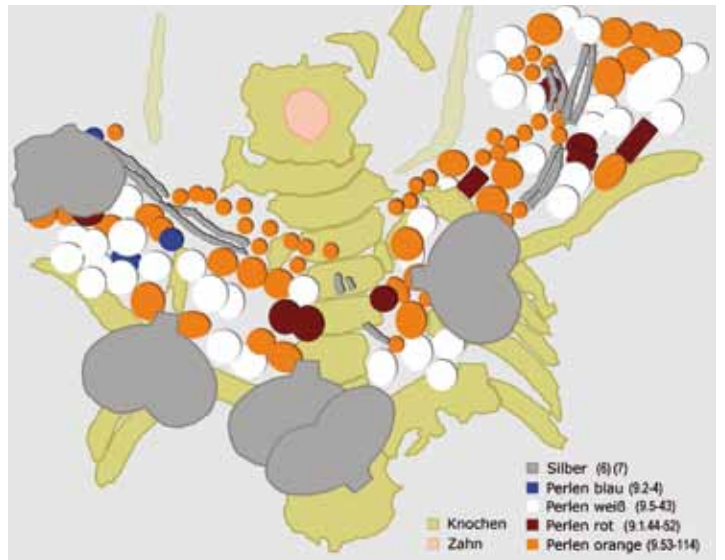 Silber (6) (7)
Perlen blau (9.2-4)
Perlen weiß (9.5-43)
Knochen
Perlen rot (9.1.44-52)
Zahn
Perlen orange (9.53-114)